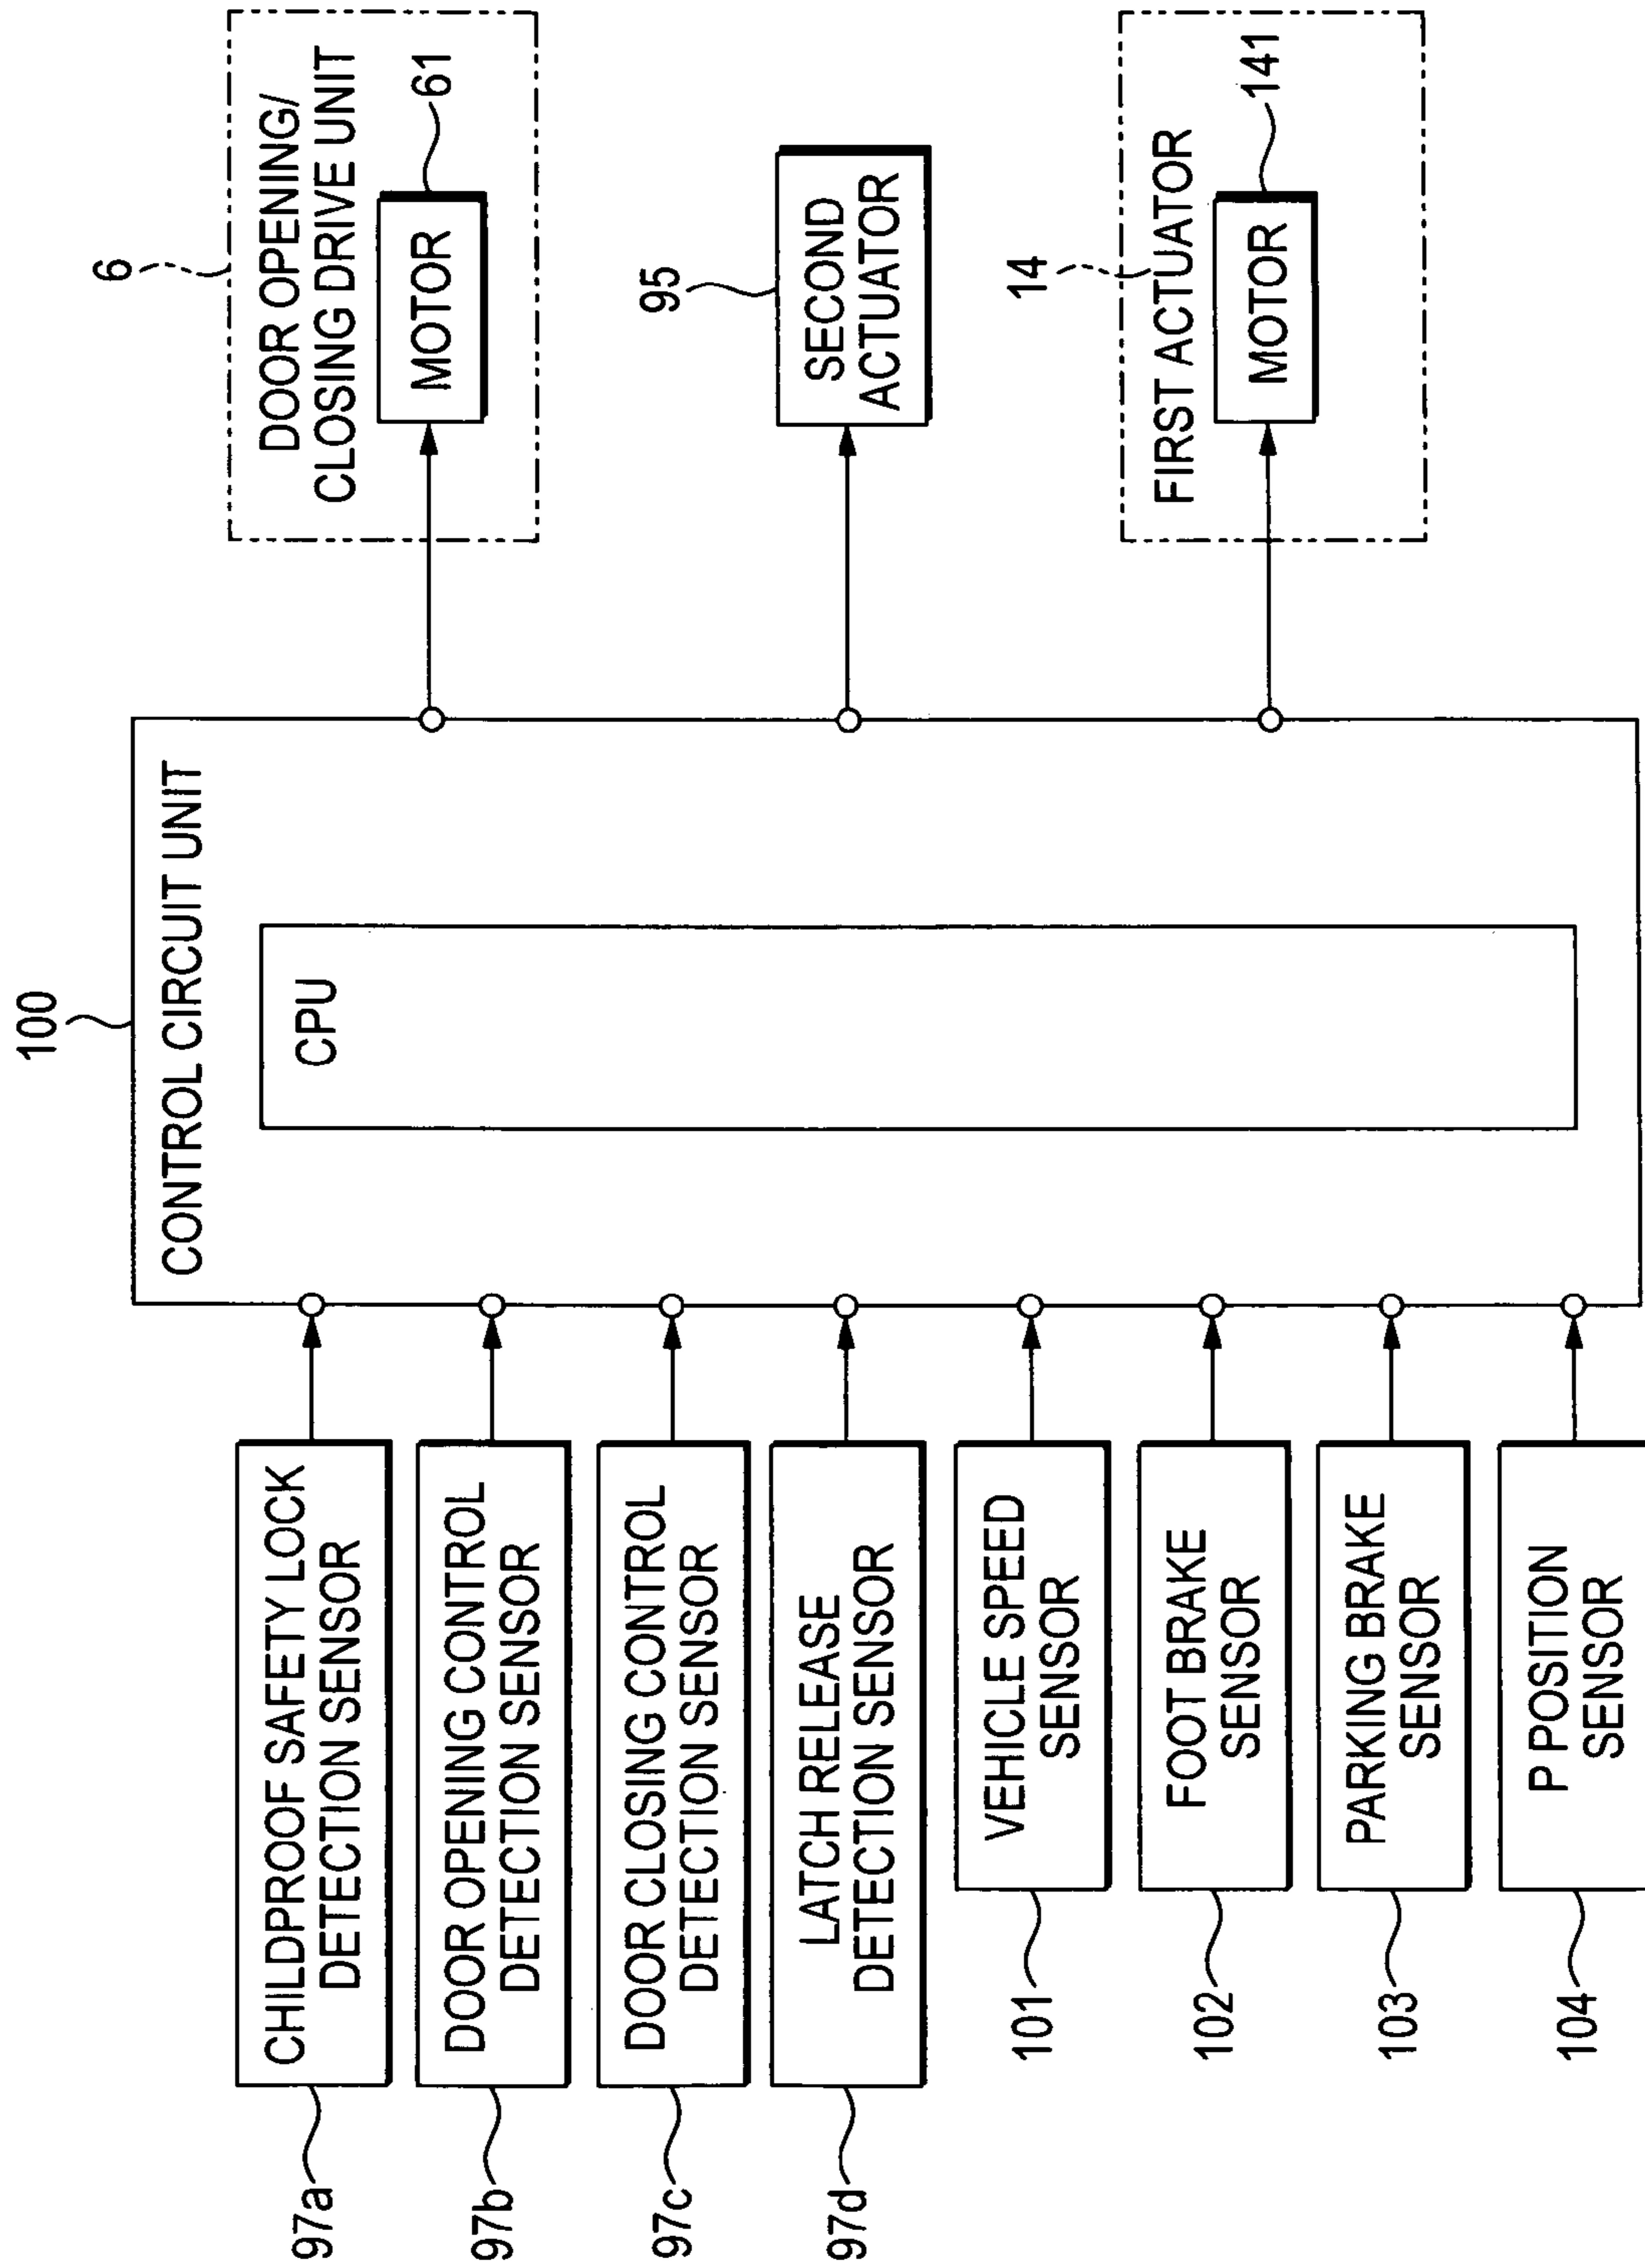 100
CONTROL CIRCUIT UNIT
CPU
97a
CHILDPROOF SAFETY LOCK
DETECTION SENSOR
97b
DOOR OPENING CONTROL
DETECTION SENSOR
97c
DOOR CLOSING CONTROL
DETECTION SENSOR
97d
LATCH RELEASE
DETECTION SENSOR
101
VEHICLE SPEED
SENSOR
102
FOOT BRAKE
SENSOR
103
PARKING BRAKE
SENSOR
104
P POSITION
SENSOR
6
DOOR OPENING/
CLOSING DRIVE UNIT
MOTOR
61
95
SECOND
ACTUATOR
14
FIRST ACTUATOR
MOTOR
141